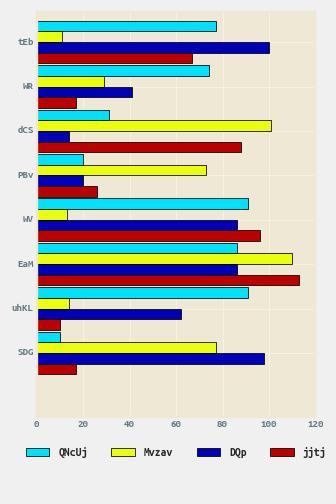 tEb
WR
dCS
PBv
WV
EaM
uhKL
SDG
0 20 40 60 80 100 120
QNcUj Mvzav DQp jjtj